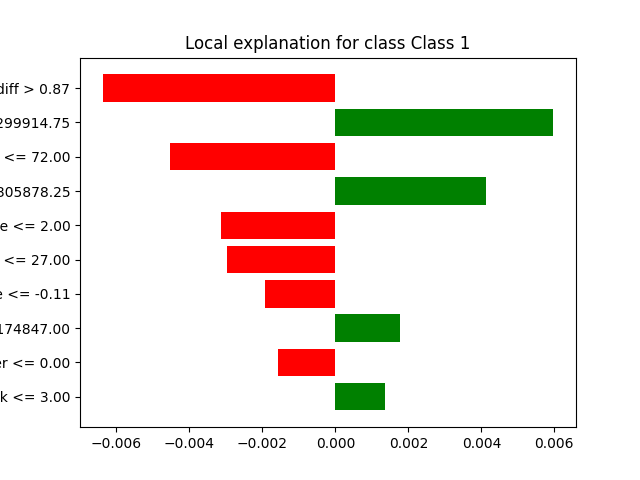 Local explanation for class Class 1
diff > 0.87
299914.75
<= 72.00
305878.25
e <= 2.00
<= 27.00
e <= -0.11
174847.00
er <= 0.00
k <= 3.00
−0.006 −0.004 −0.002 0.000 0.002 0.004 0.006